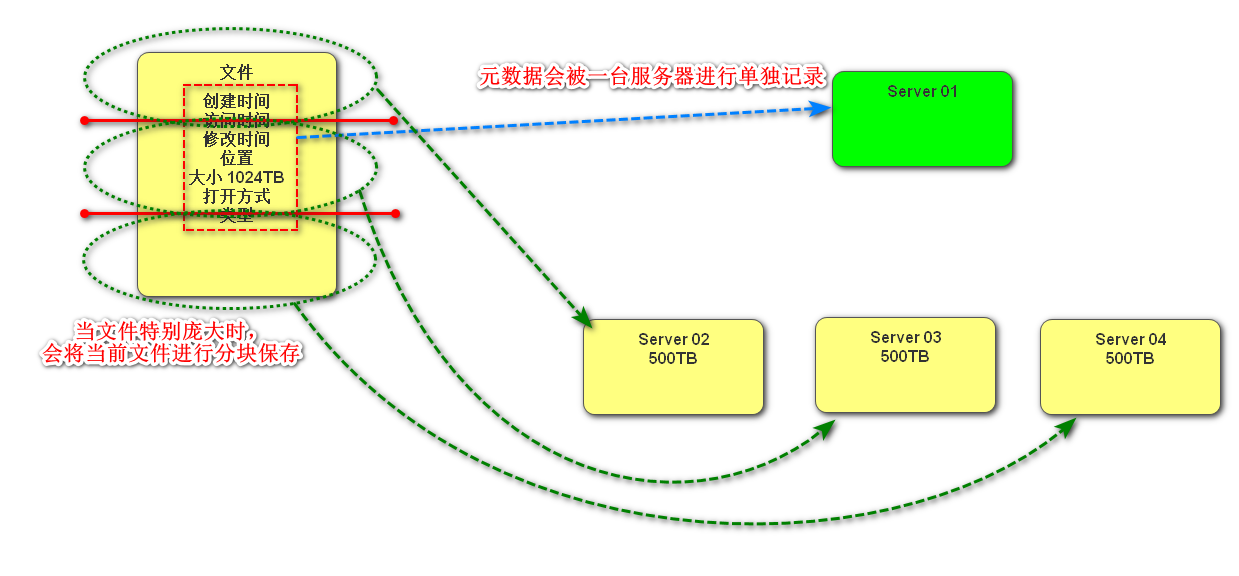 文件
创建时间
访问时间
修改时间
位置
大小 1024TB
打开方式
类型
元数据会被一台服务器进行单独记录
Server 01
当文件特别庞大时，
会将当前文件进行分块保存
Server 02
500TB
Server 03
500TB
Server 04
500TB